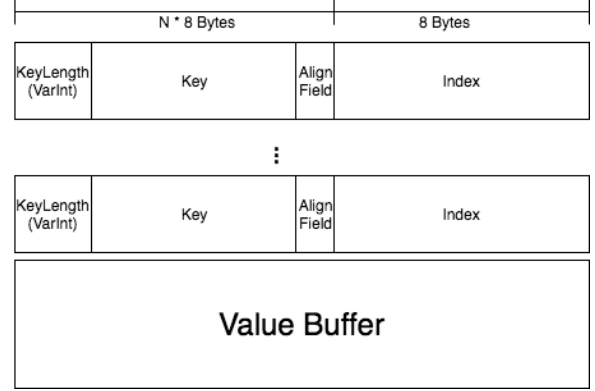 N * 8 Bytes 8 Bytes
KeyLength
(VarInt)
Key
Align
Field
Index
⋮
KeyLength
(VarInt)
Key
Align
Field
Index
Value Buffer